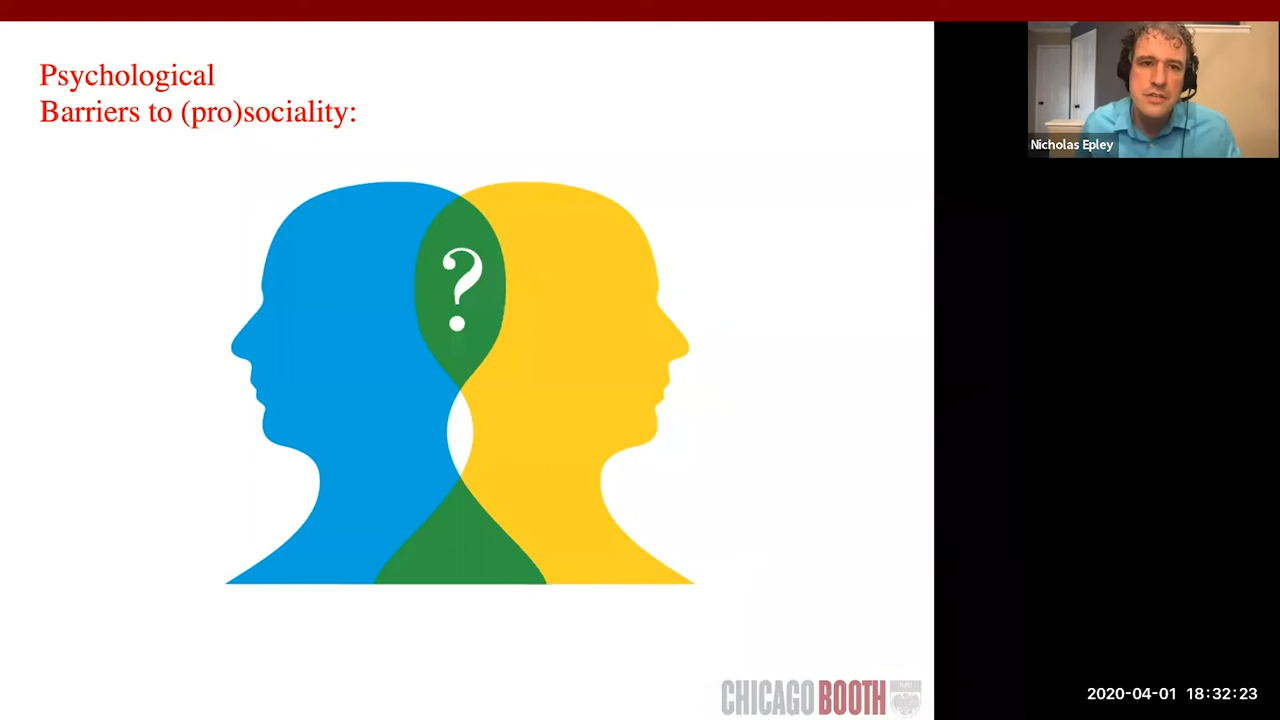 Psychological
Barriers to (pro)sociality:
?
Nicholas Epley
CHICAGO BOOTH
2020-04-01 18:32:23